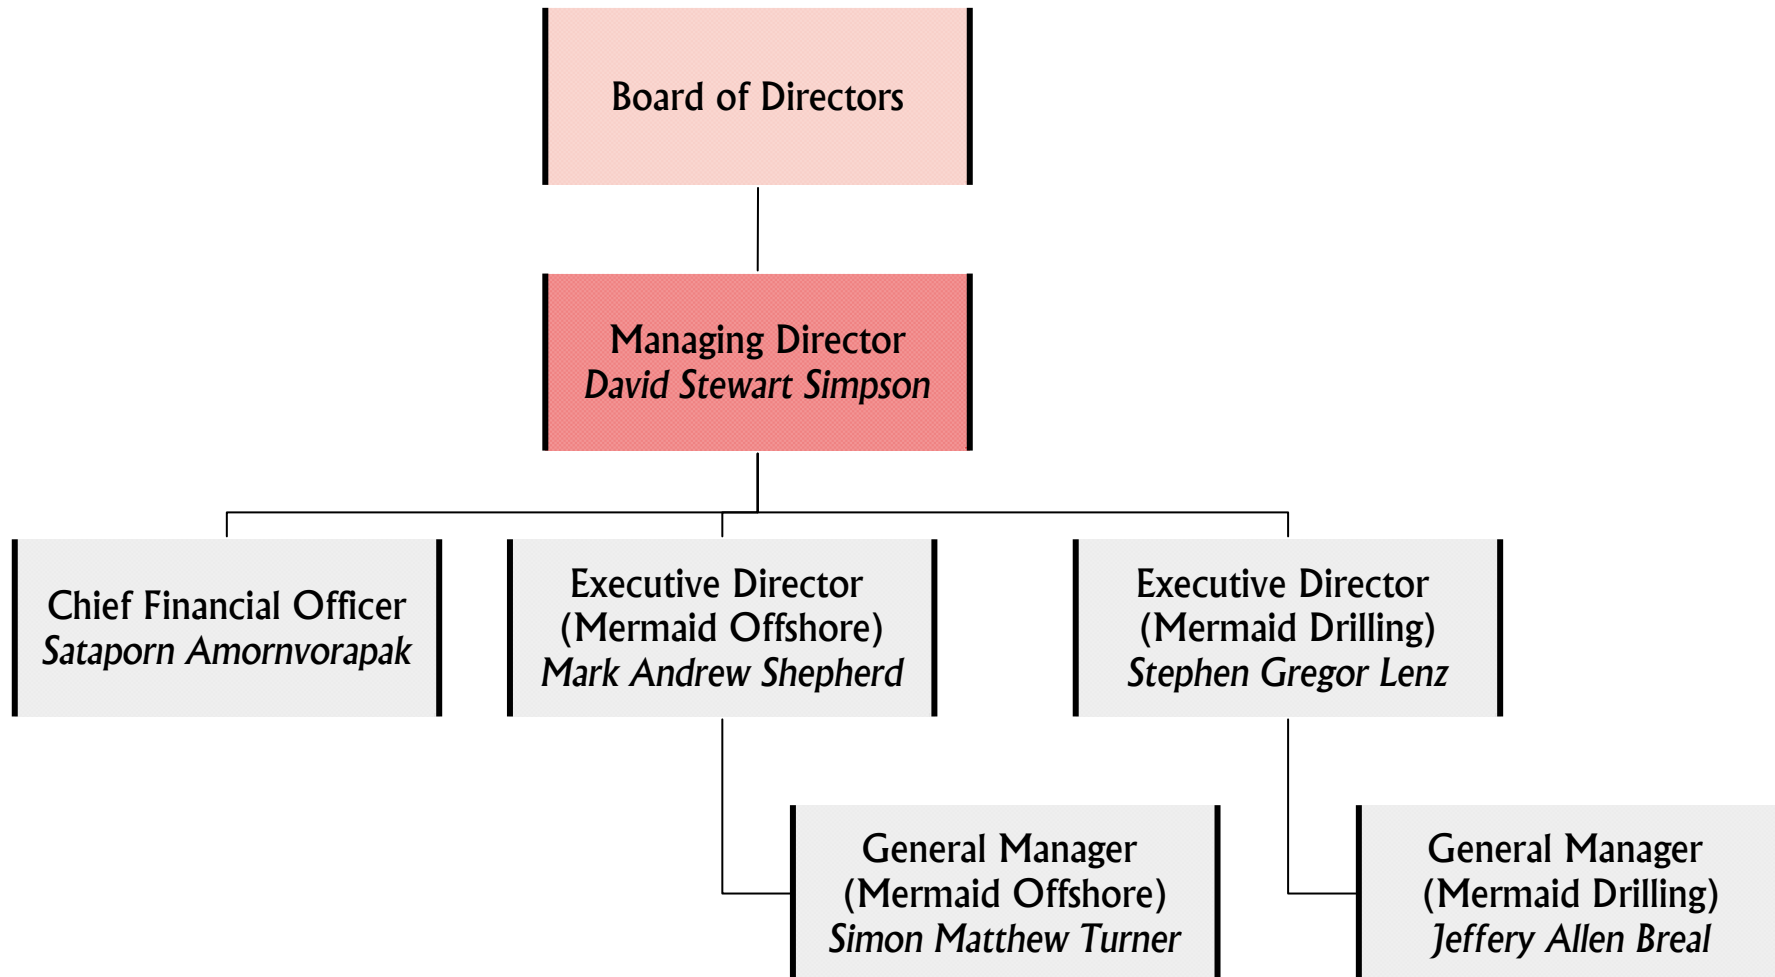 Board of Directors
Managing Director
David Stewart Simpson
Chief Financial Officer
Sataporn Amornvorapak
Executive Director
(Mermaid Offshore)
Mark Andrew Shepherd
Executive Director
(Mermaid Drilling)
Stephen Gregor Lenz
General Manager
(Mermaid Offshore)
Simon Matthew Turner
General Manager
(Mermaid Drilling)
Jeffery Allen Breal